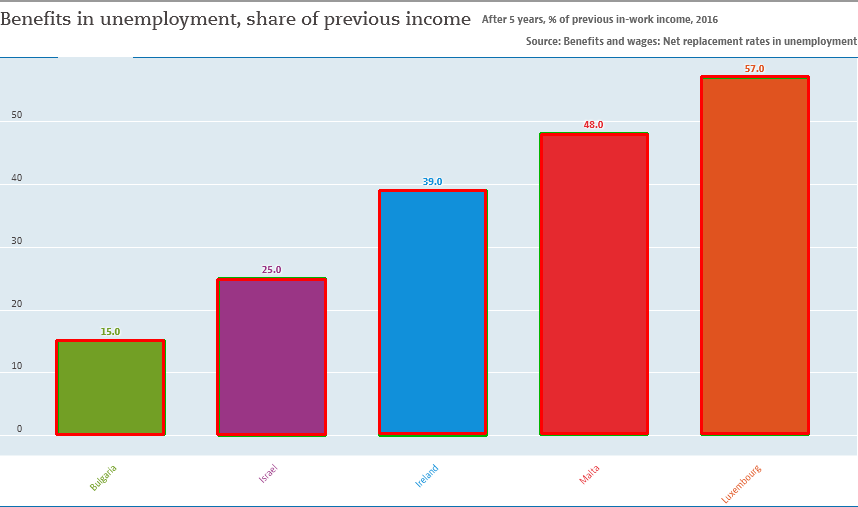 Benefits in unemployment, share of previous income After 5 years, % of previous in-work income, 2016
Source: Benefits and wages: Net replacement rates in unemployment
57.0
50
48.0
40
39.0
30
25.0
20
15.0
10
0
Bulgaria
Israel
Ireland
Malta
Luxembourg